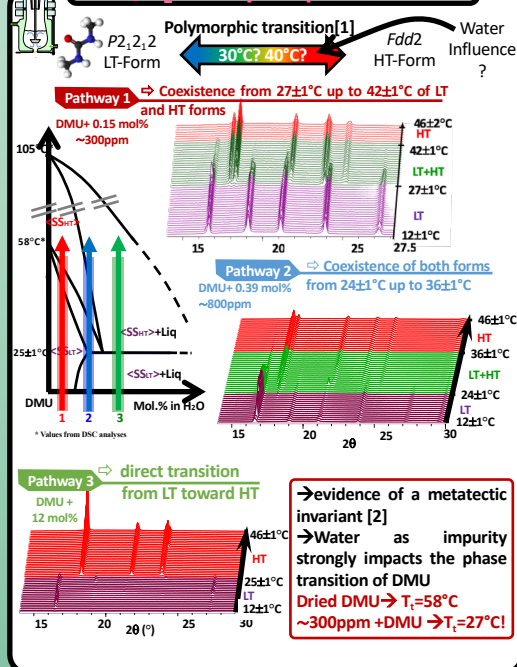 Polymorphic transition[1]
P2₁2₁2
LT-Form
30°C? 40°C?
Fdd2
HT-Form
Water
Influence
?
Pathway 1
⇨ Coexistence from 27±1°C up to 42±1°C of LT
and HT forms
DMU+ 0.15 mol%
~300ppm
46±2°C
HT
42±1°C
LT+HT
27±1°C
LT
12±1°C
15
20
25
27.5
105°C
<SS_HT>
58°C*
25±1°C
<SS_LT>
<SS_HT>+Liq
<SS_LT>+Liq
DMU
1
2
3
Mol.% in H₂O
* Values from DSC analyses
Pathway 2
⇨ Coexistence of both forms
from 24±1°C up to 36±1°C
DMU+ 0.39 mol%
~800ppm
46±1°C
HT
36±1°C
LT+HT
24±1°C
LT
12±1°C
15
20
25
30
2θ
Pathway 3
⇨ direct transition
from LT toward HT
DMU +
12 mol%
46±1°C
HT
25±1°C
LT
12±1°C
15
20
25
30
2θ (°)
→evidence of a metatectic
invariant [2]
→Water as impurity
strongly impacts the phase
transition of DMU
Dried DMU→ Tₜ=58°C
~300ppm +DMU →Tₜ=27°C!